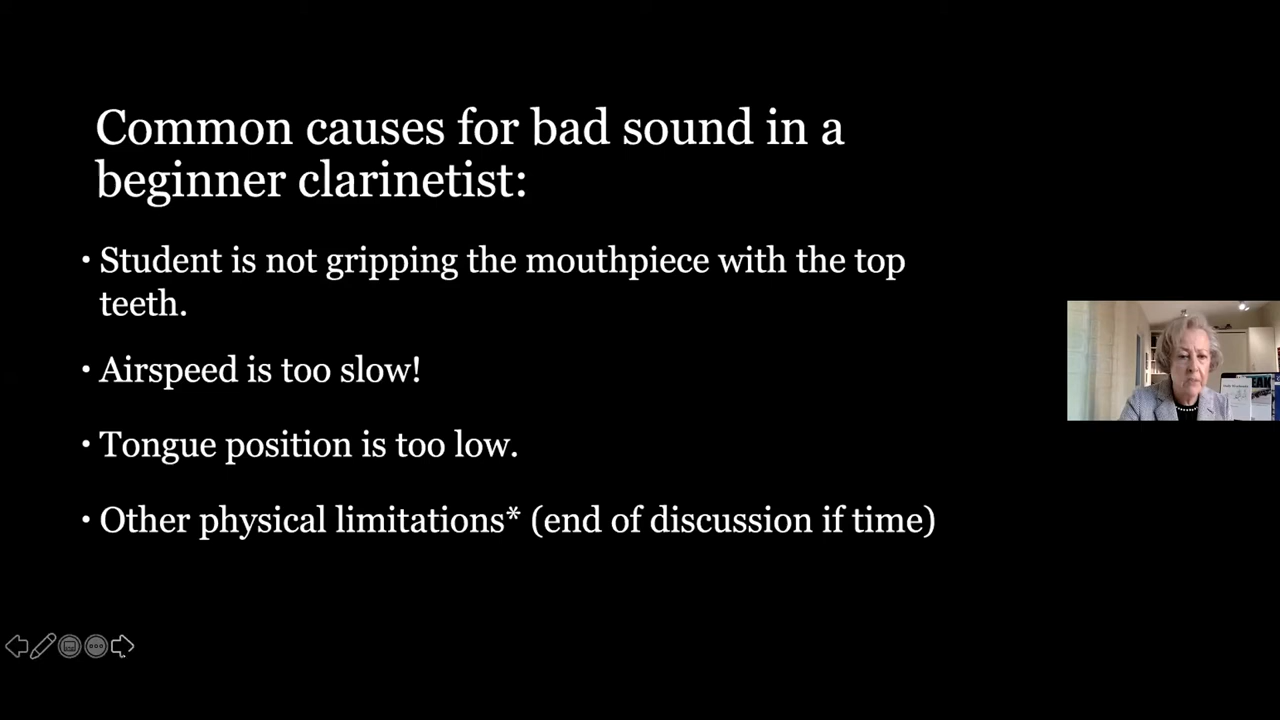 Common causes for bad sound in a
beginner clarinetist:
• Student is not gripping the mouthpiece with the top
teeth.
• Airspeed is too slow!
• Tongue position is too low.
• Other physical limitations* (end of discussion if time)